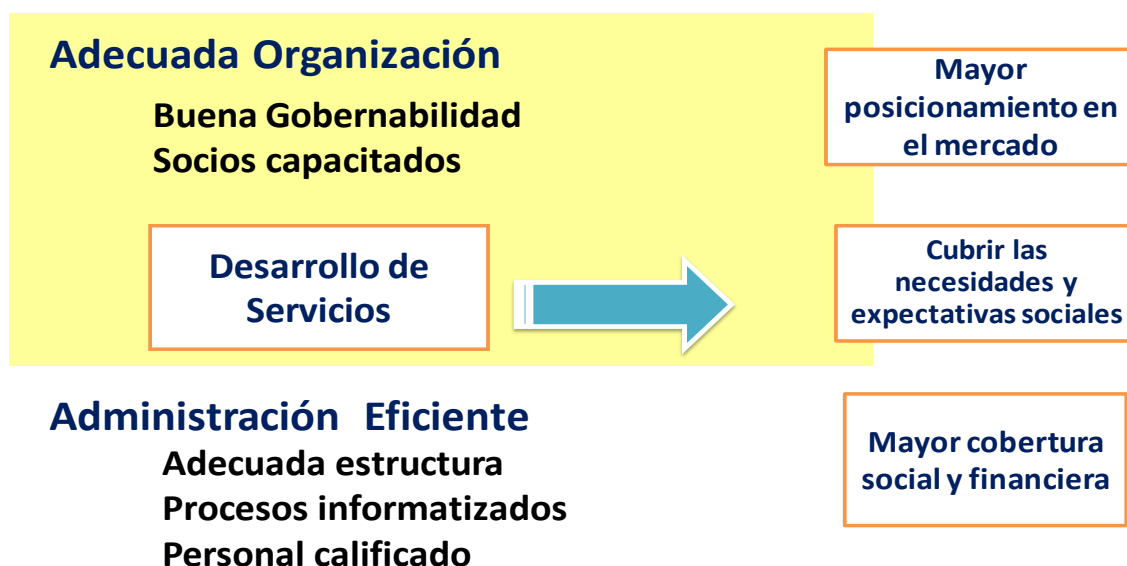 Adecuada Organización
Buena Gobernabilidad
Socios capacitados
Desarrollo de
Servicios
Administración Eficiente
Adecuada estructura
Procesos informatizados
Personal calificado
Mayor
posicionamiento en
el mercado
Cubrir las
necesidades y
expectativas sociales
Mayor cobertura
social y financiera